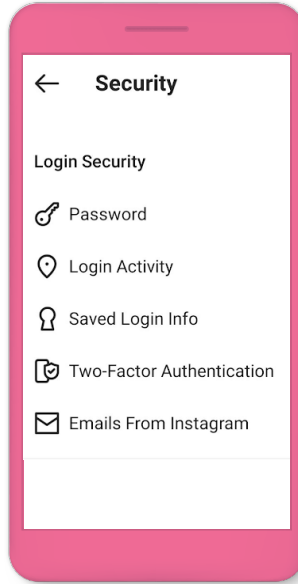 Security
Login Security
Password
Login Activity
Saved Login Info
Two-Factor Authentication
Emails From Instagram